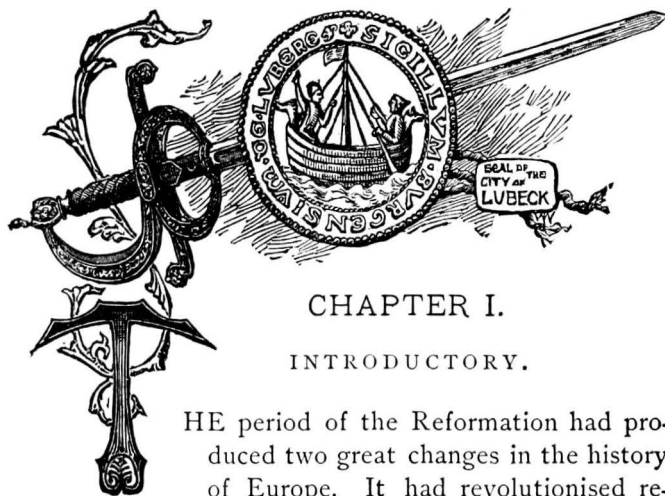 ✠ SIGILLVM · BVRGENSIVM ·
SEAL OF THE
CITY OF
LUBECK
CHAPTER I.
INTRODUCTORY.
THE period of the Reformation had pro-
duced two great changes in the history
of Europe. It had revolutionised re-